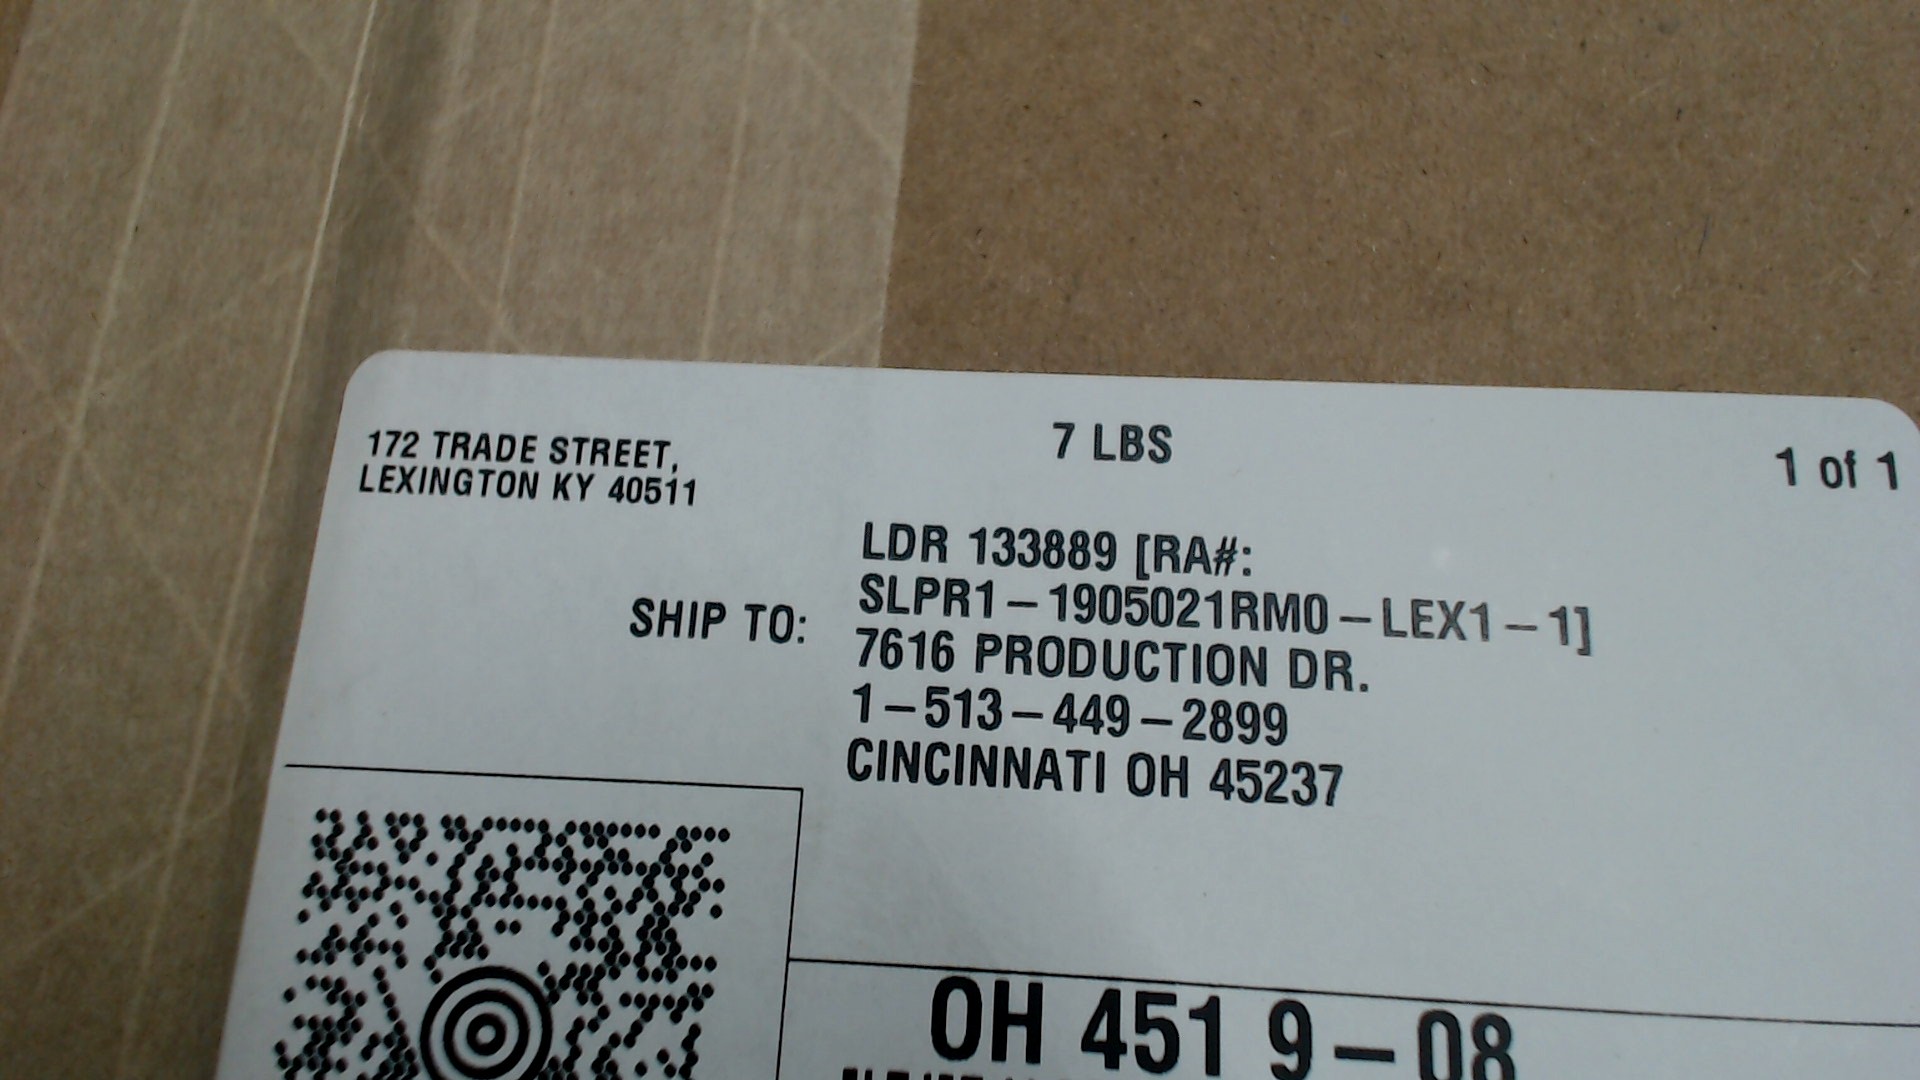 172 TRADE STREET,
LEXINGTON KY 40511
7 LBS
1 of 1
SHIP TO:
LDR 133889 [RA#:
SLPR1-1905021RM0-LEX1-1]
7616 PRODUCTION DR.
1-513-449-2899
CINCINNATI OH 45237
OH 451 9-08